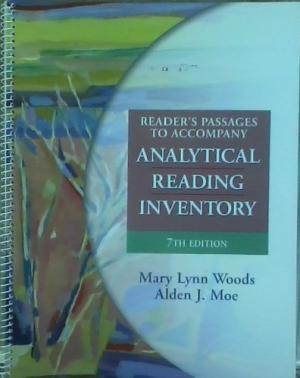 READER'S PASSAGES
TO ACCOMPANY
ANALYTICAL
READING
INVENTORY
7TH EDITION
Mary Lynn Woods
Alden J. Moe